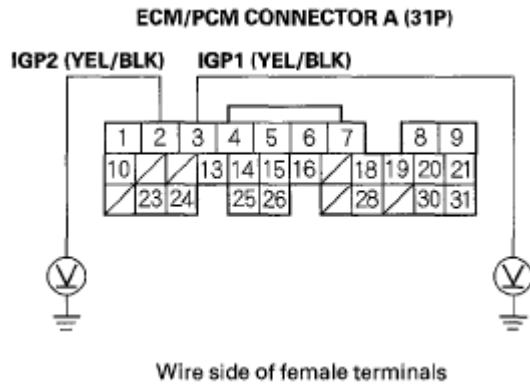 ECM/PCM CONNECTOR A (31P)
IGP2 (YEL/BLK) IGP1 (YEL/BLK)
1 2 3 4 5 6 7 8 9
10 13 14 15 16 18 19 20 21
23 24 25 26 28 30 31
V V
Wire side of female terminals